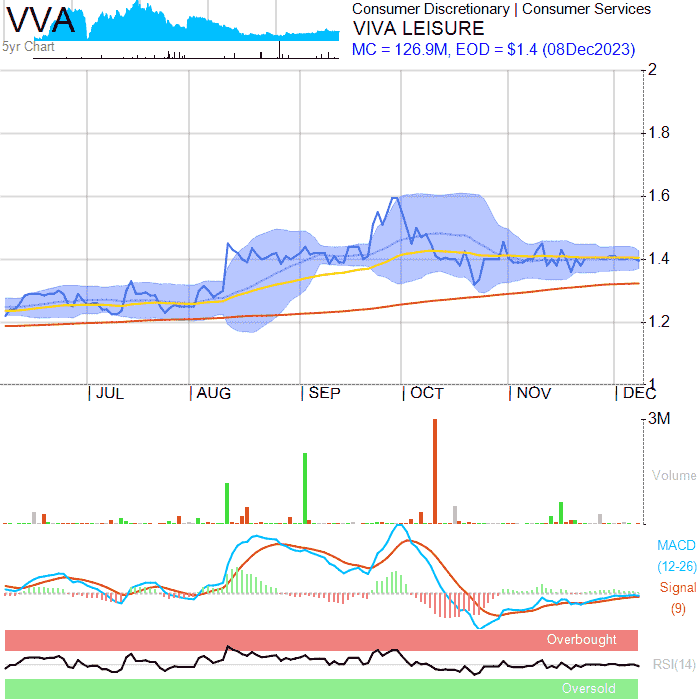 VVA
5yr Chart
Consumer Discretionary | Consumer Services
VIVA LEISURE
MC = 126.9M, EOD = $1.4 (08Dec2023)
2
1.8
1.6
1.4
1.2
1
JUL AUG SEP OCT NOV DEC
3M
Volume
MACD
(12-26)
Signal
(9)
Overbought
RSI(14)
Oversold